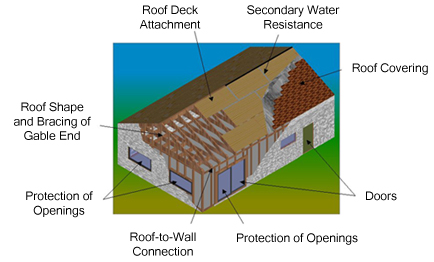 Roof Deck
Attachment
Secondary Water
Resistance
Roof Covering
Roof Shape
and Bracing of
Gable End
Protection of
Openings
Doors
Roof-to-Wall
Connection
Protection of Openings